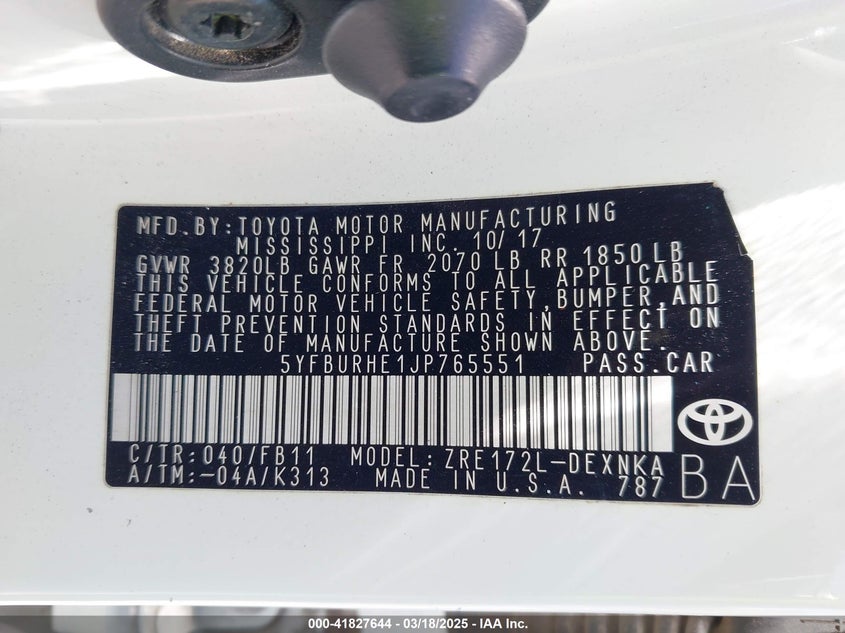 MFD. BY: TOYOTA MOTOR MANUFACTURING
MISSISSIPPI INC. 10/17
GVWR 3820LB GAWR FR 2070 LB RR 1850 LB
THIS VEHICLE CONFORMS TO ALL APPLICABLE
FEDERAL MOTOR VEHICLE SAFETY, BUMPER, AND
THEFT PREVENTION STANDARDS IN EFFECT ON
THE DATE OF MANUFACTURE SHOWN ABOVE.
5YFBURHE1JP765551 PASS. CAR
C/TR: 040/FB11 MODEL: ZRE172L-DEXNKA
A/TM: -04A/K313 MADE IN U.S.A. 787
BA
000-41827644 - 03/18/2025 - IAA Inc.